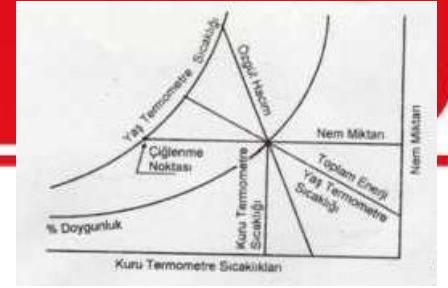 Yaş Termometre Sıcaklığı
Özgül Hacim
Nem Miktarı
Nem Miktarı
Çiğlenme
Noktası
Toplam Enerji
Yaş Termometre
Sıcaklığı
Kuru Termometre
Sıcaklığı
% Doygunluk
Kuru Termometre Sıcaklıkları